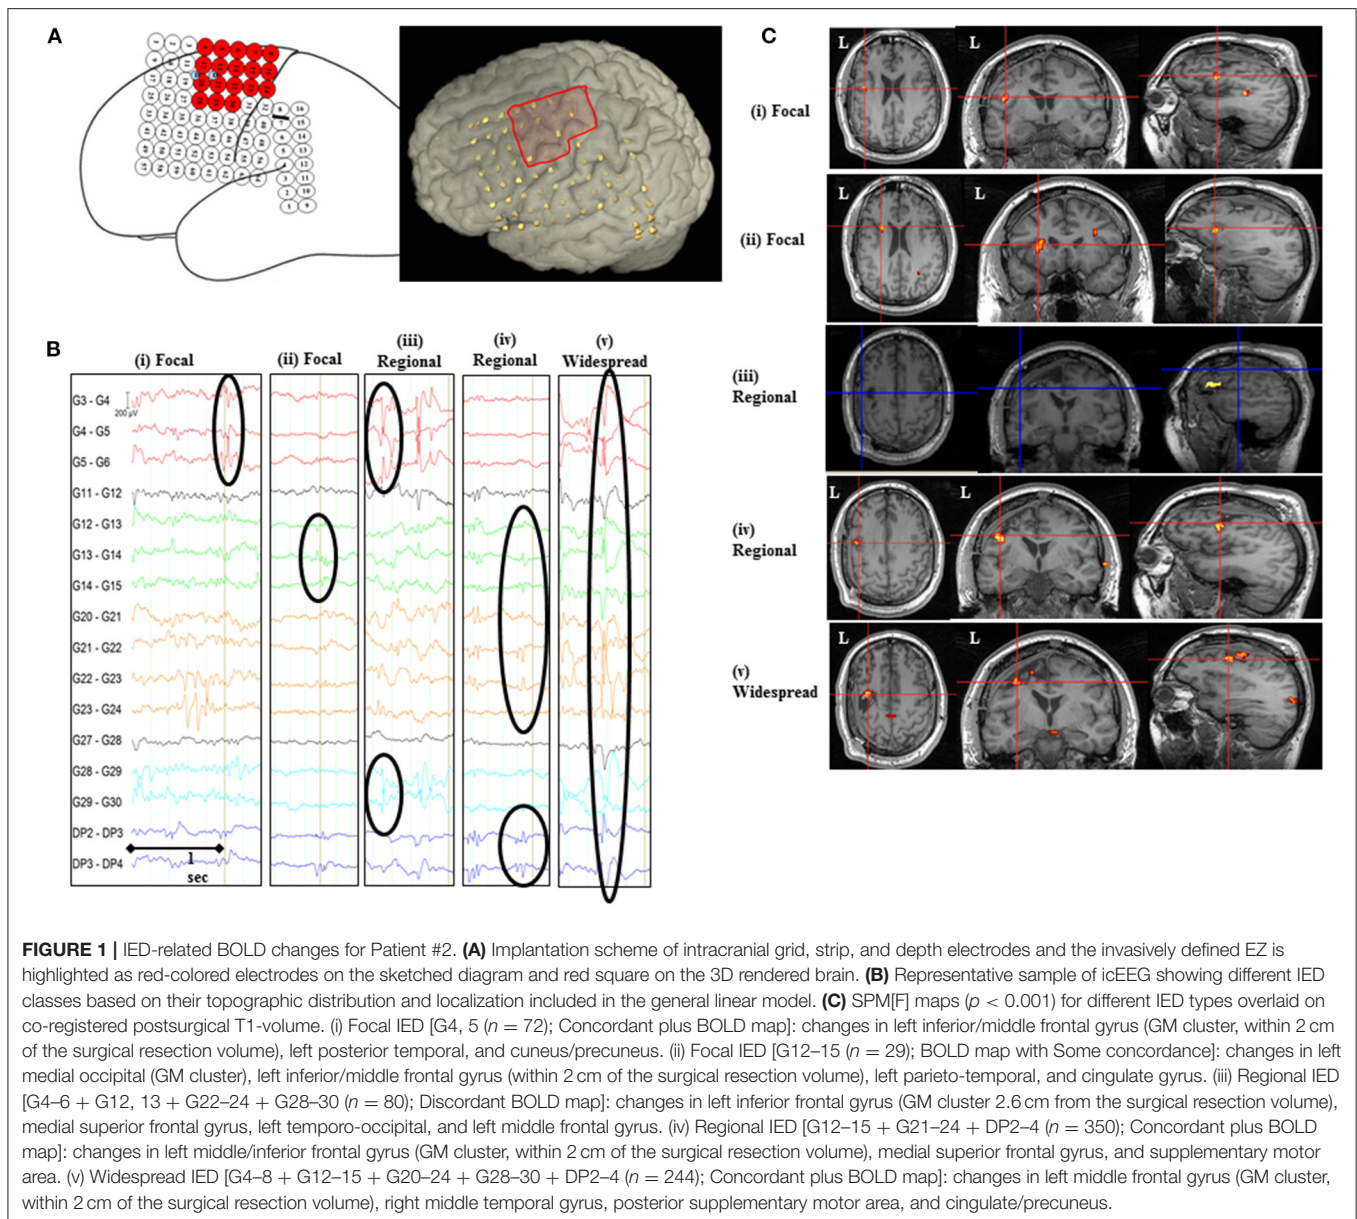 A
C
L
L
(i) Focal
L
L
(ii) Focal
B
(i) Focal
(ii) Focal
(iii)
Regional
(iv)
Regional
(v)
Widespread
G3 - G4
200 µV
G4 - G5
G5 - G6
G11 - G12
G12 - G13
G13 - G14
G14 - G15
G20 - G21
G21 - G22
G22 - G23
G23 - G24
G27 - G28
G28 - G29
G29 - G30
DP2 - DP3
DP3 - DP4
1
sec
(iii)
Regional
L
L
(iv)
Regional
L
L
(v)
Widespread
FIGURE 1 | IED-related BOLD changes for Patient #2. (A) Implantation scheme of intracranial grid, strip, and depth electrodes and the invasively defined EZ is
highlighted as red-colored electrodes on the sketched diagram and red square on the 3D rendered brain. (B) Representative sample of icEEG showing different IED
classes based on their topographic distribution and localization included in the general linear model. (C) SPM[F] maps (p < 0.001) for different IED types overlaid on
co-registered postsurgical T1-volume. (i) Focal IED [G4, 5 (n = 72); Concordant plus BOLD map]: changes in left inferior/middle frontal gyrus (GM cluster, within 2 cm
of the surgical resection volume), left posterior temporal, and cuneus/precuneus. (ii) Focal IED [G12–15 (n = 29); BOLD map with Some concordance]: changes in left
medial occipital (GM cluster), left inferior/middle frontal gyrus (within 2 cm of the surgical resection volume), left parieto-temporal, and cingulate gyrus. (iii) Regional IED
[G4–6 + G12, 13 + G22–24 + G28–30 (n = 80); Discordant BOLD map]: changes in left inferior frontal gyrus (GM cluster 2.6 cm from the surgical resection volume),
medial superior frontal gyrus, left temporo-occipital, and left middle frontal gyrus. (iv) Regional IED [G12–15 + G21–24 + DP2–4 (n = 350); Concordant plus BOLD
map]: changes in left middle/inferior frontal gyrus (GM cluster, within 2 cm of the surgical resection volume), medial superior frontal gyrus, and supplementary motor
area. (v) Widespread IED [G4–8 + G12–15 + G20–24 + G28–30 + DP2–4 (n = 244); Concordant plus BOLD map]: changes in left middle frontal gyrus (GM cluster,
within 2 cm of the surgical resection volume), right middle temporal gyrus, posterior supplementary motor area, and cingulate/precuneus.